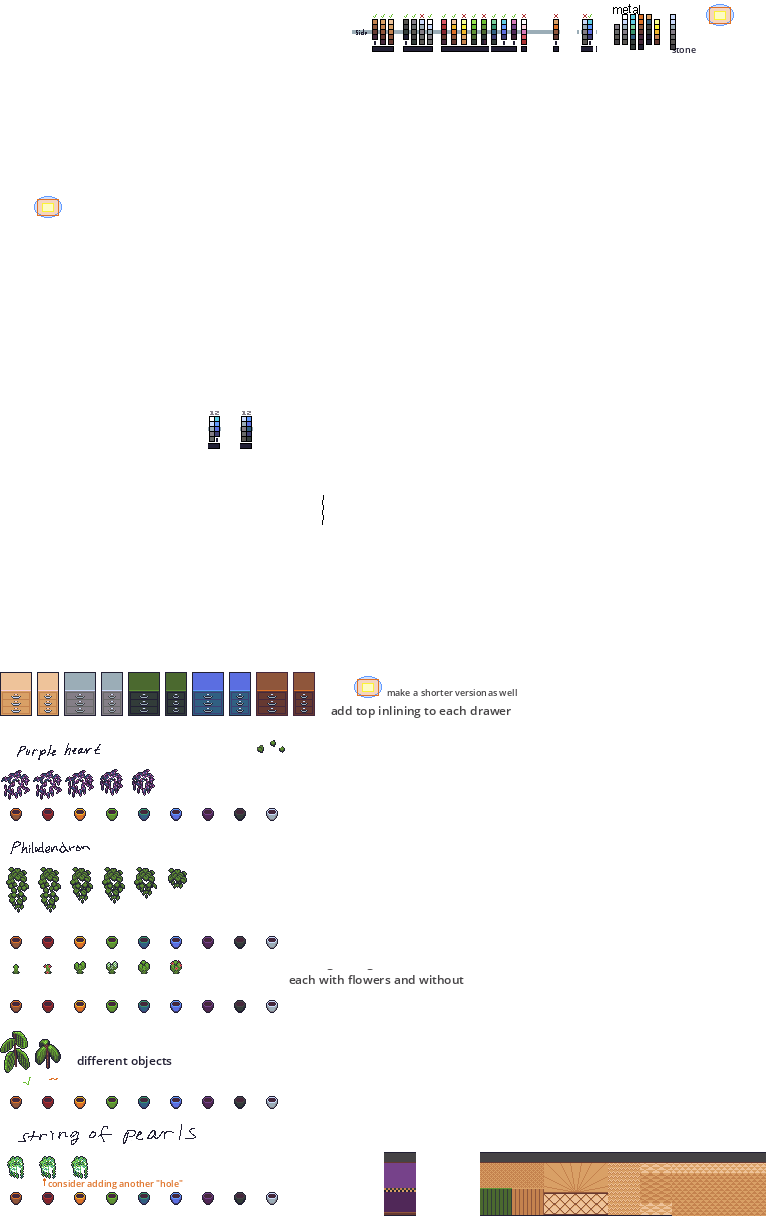 metal
Side
stone
make a shorter version as well
add top inlining to each drawer
Purple heart
Philodendron
each with flowers and without
different objects
string of pearls
consider adding another "hole"